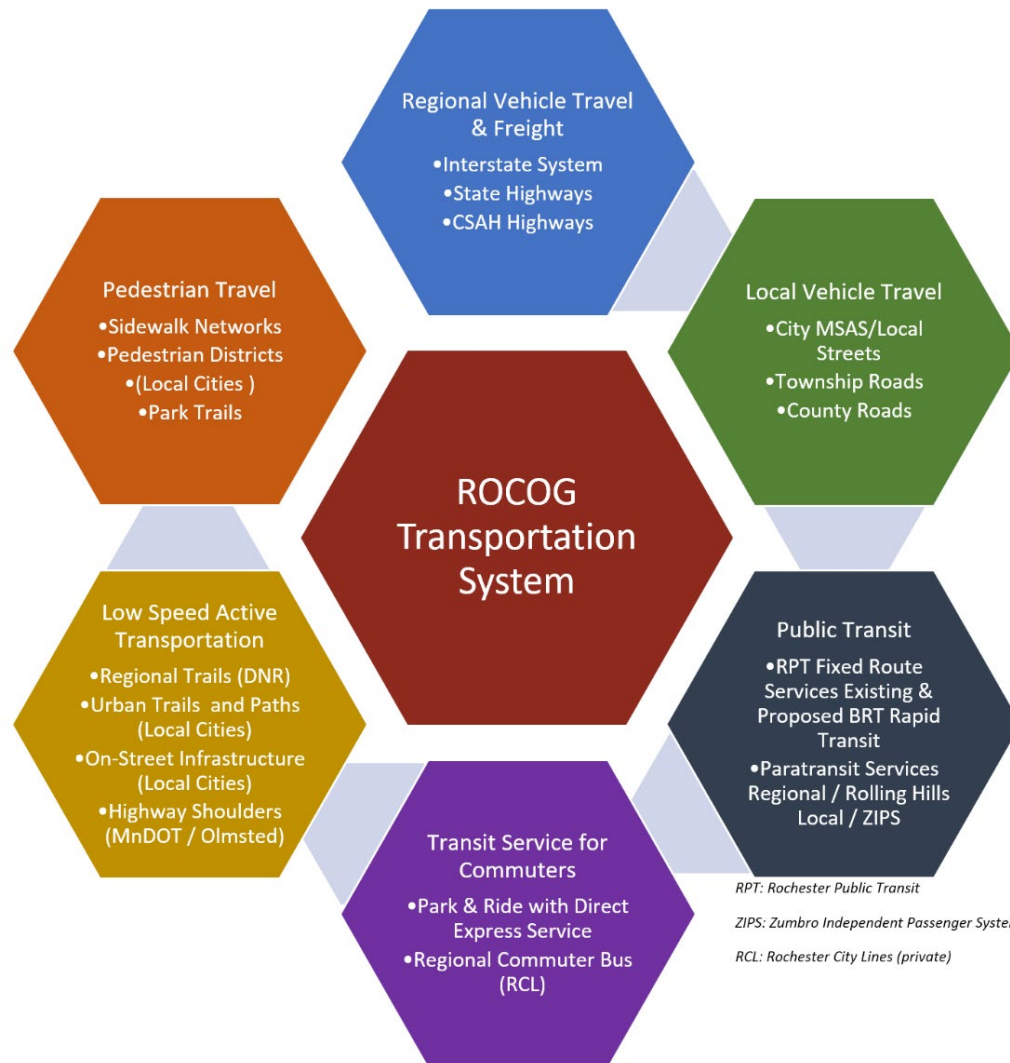 Regional Vehicle Travel
& Freight
•Interstate System
•State Highways
•CSAH Highways
Local Vehicle Travel
•City MSAS/Local
Streets
•Township Roads
•County Roads
Public Transit
•RPT Fixed Route
Services Existing &
Proposed BRT Rapid
Transit
•Paratransit Services
Regional / Rolling Hills
Local / ZIPS
Transit Service for
Commuters
•Park & Ride with Direct
Express Service
•Regional Commuter Bus
(RCL)
Low Speed Active
Transportation
•Regional Trails (DNR)
•Urban Trails  and Paths
(Local Cities)
•On-Street Infrastructure
(Local Cities)
•Highway Shoulders
(MnDOT / Olmsted)
Pedestrian Travel
•Sidewalk Networks
•Pedestrian Districts
•(Local Cities )
•Park Trails
ROCOG
Transportation
System
RPT: Rochester Public Transit
ZIPS: Zumbro Independent Passenger System
RCL: Rochester City Lines (private)